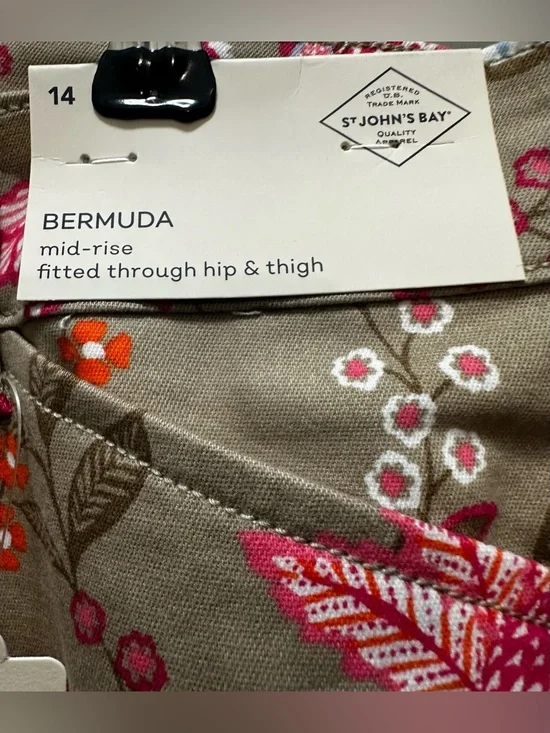 14
REGISTERED
U.S.
TRADE MARK
ST JOHN'S BAY®
QUALITY
APPAREL
BERMUDA
mid-rise
fitted through hip & thigh